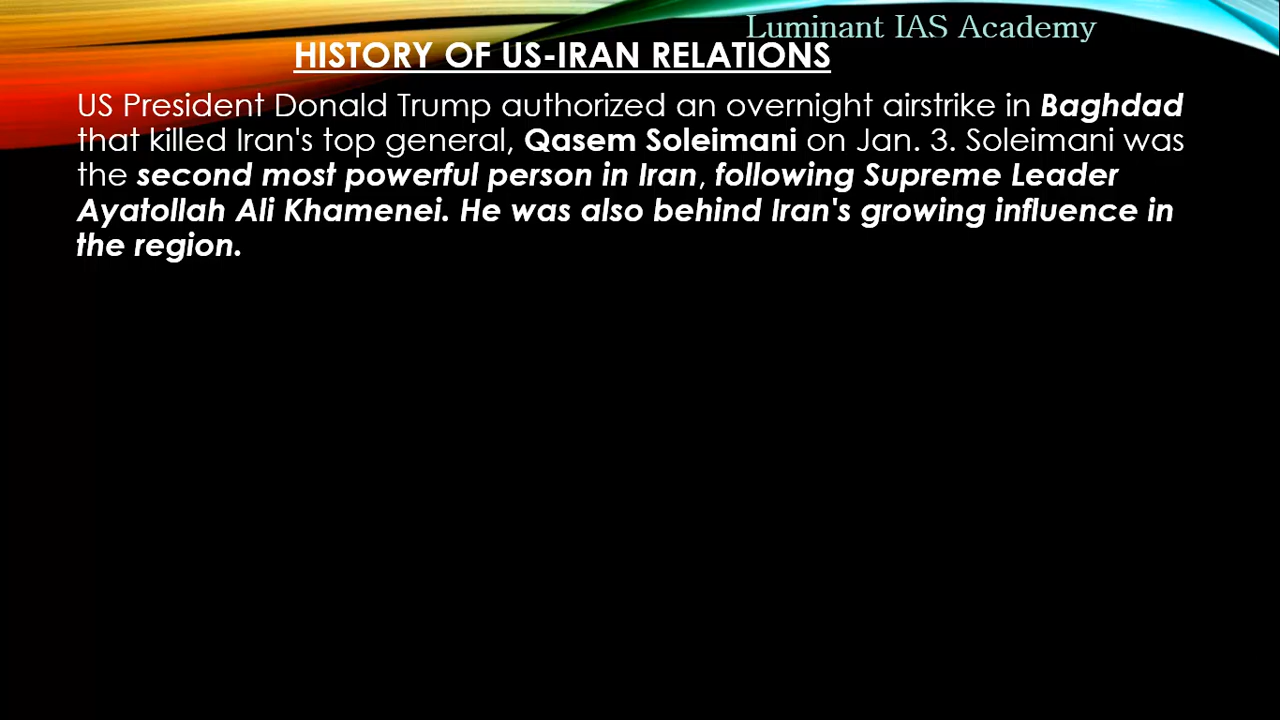 Luminant IAS Academy
HISTORY OF US-IRAN RELATIONS
US President Donald Trump authorized an overnight airstrike in Baghdad
that killed Iran's top general, Qasem Soleimani on Jan. 3. Soleimani was
the second most powerful person in Iran, following Supreme Leader
Ayatollah Ali Khamenei. He was also behind Iran's growing influence in
the region.